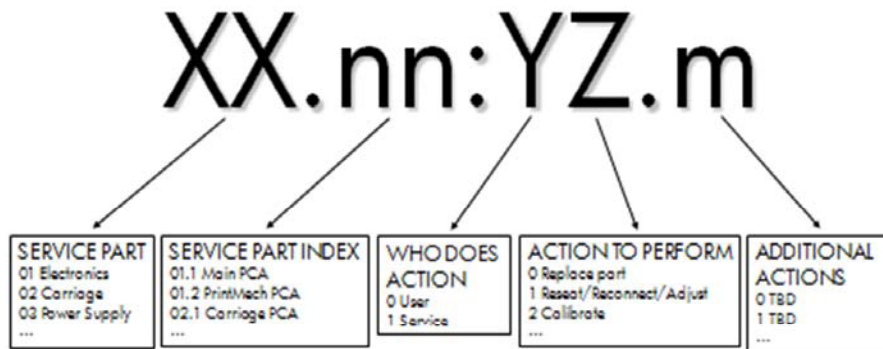 XX.nn:YZ.m
SERVICE PART
01 Electronics
02 Carriage
03 Power Supply
...
SERVICE PART INDEX
01.1 Main PCA
01.2 PrintMech PCA
02.1 Carriage PCA
...
WHO DOES
ACTION
0 User
1 Service
ACTION TO PERFORM
0 Replace part
1 Reseat/Reconnect/Adjust
2 Calibrate
...
ADDITIONAL
ACTIONS
0 TBD
1 TBD
...